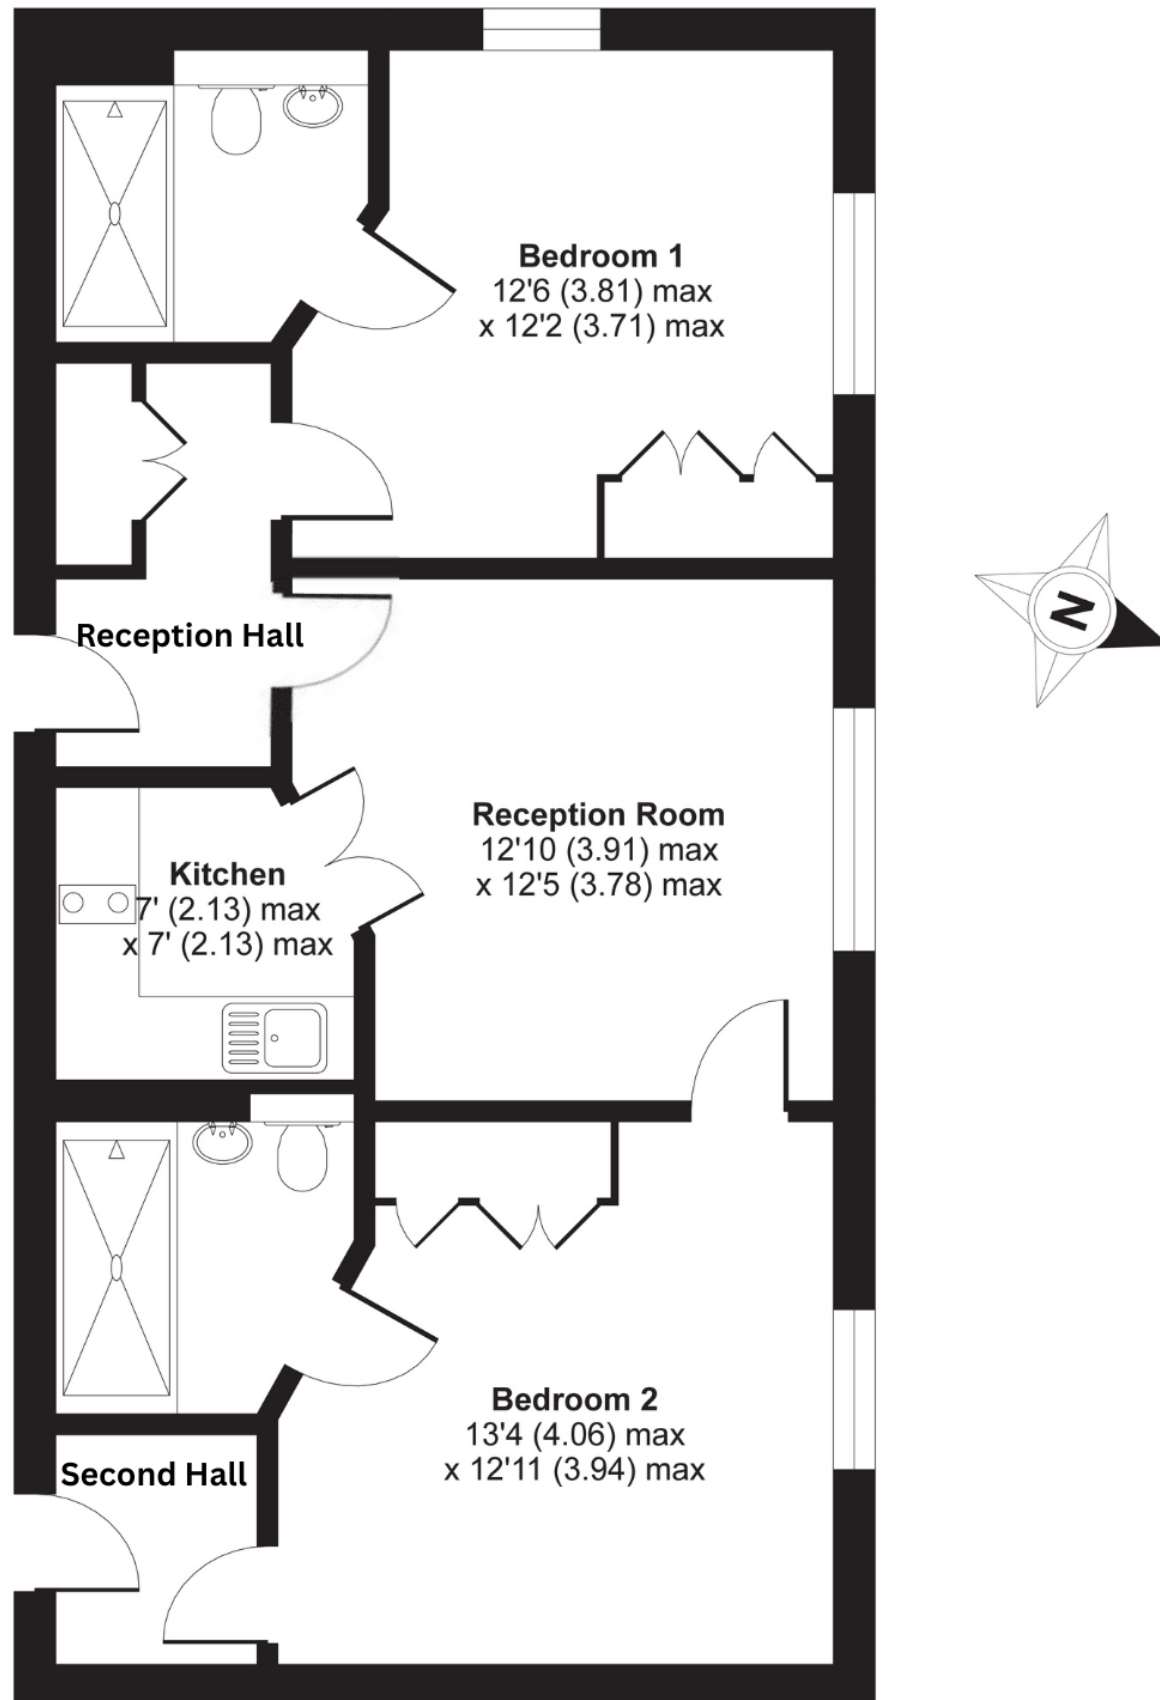 Bedroom 1
12'6 (3.81) max
x 12'2 (3.71) max
Reception Hall
N
Reception Room
12'10 (3.91) max
x 12'5 (3.78) max
Kitchen
7' (2.13) max
x 7' (2.13) max
Bedroom 2
13'4 (4.06) max
x 12'11 (3.94) max
Second Hall